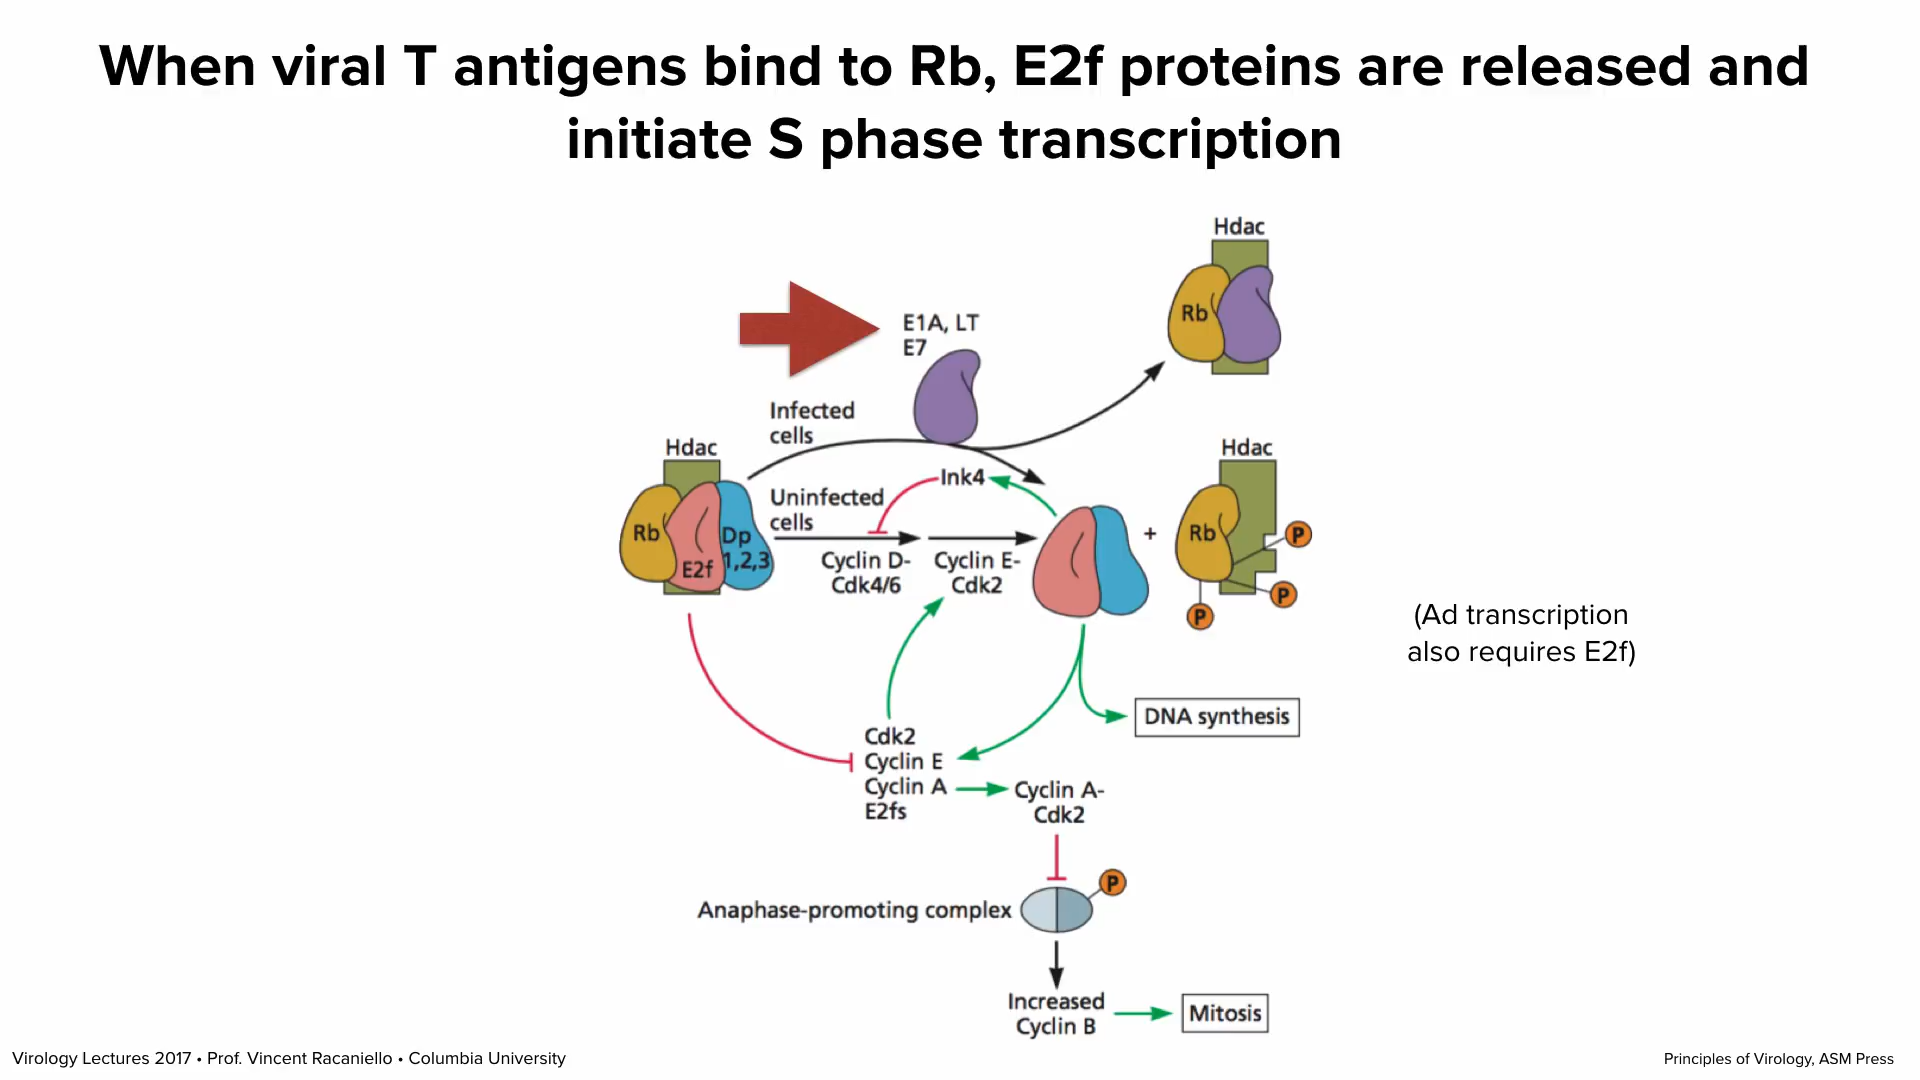 When viral T antigens bind to Rb, E2f proteins are released and
initiate S phase transcription
Hdac
Rb
E1A, LT
E7
Infected
cells
Hdac
Rb
E2f
Dp
1,2,3
Uninfected
cells
Ink4
Cyclin D-
Cdk4/6
Cyclin E-
Cdk2
+
Hdac
Rb
P
P
P
(Ad transcription
also requires E2f)
DNA synthesis
Cdk2
Cyclin E
Cyclin A
E2fs
Cyclin A-
Cdk2
P
Anaphase-promoting complex
Increased
Cyclin B
Mitosis
Virology Lectures 2017 • Prof. Vincent Racaniello • Columbia University
Principles of Virology, ASM Press